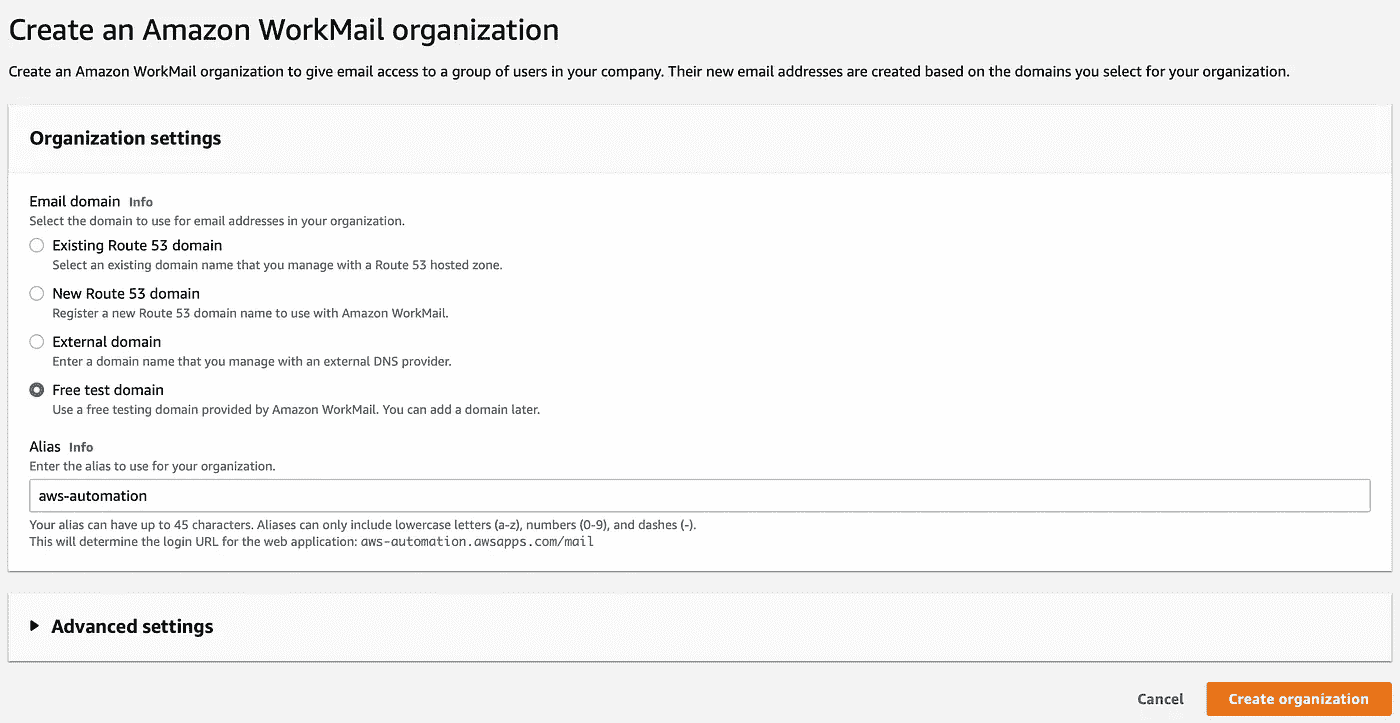 Create an Amazon WorkMail organization
Create an Amazon WorkMail organization to give email access to a group of users in your company. Their new email addresses are created based on the domains you select for your organization.
Organization settings
Email domain Info
Select the domain to use for email addresses in your organization.
Existing Route 53 domain
Select an existing domain name that you manage with a Route 53 hosted zone.
New Route 53 domain
Register a new Route 53 domain name to use with Amazon WorkMail.
External domain
Enter a domain name that you manage with an external DNS provider.
Free test domain
Use a free testing domain provided by Amazon WorkMail. You can add a domain later.
Alias Info
Enter the alias to use for your organization.
aws-automation
Your alias can have up to 45 characters. Aliases can only include lowercase letters (a-z), numbers (0-9), and dashes (-).
This will determine the login URL for the web application: aws-automation.awsapps.com/mail
Advanced settings
Cancel Create organization